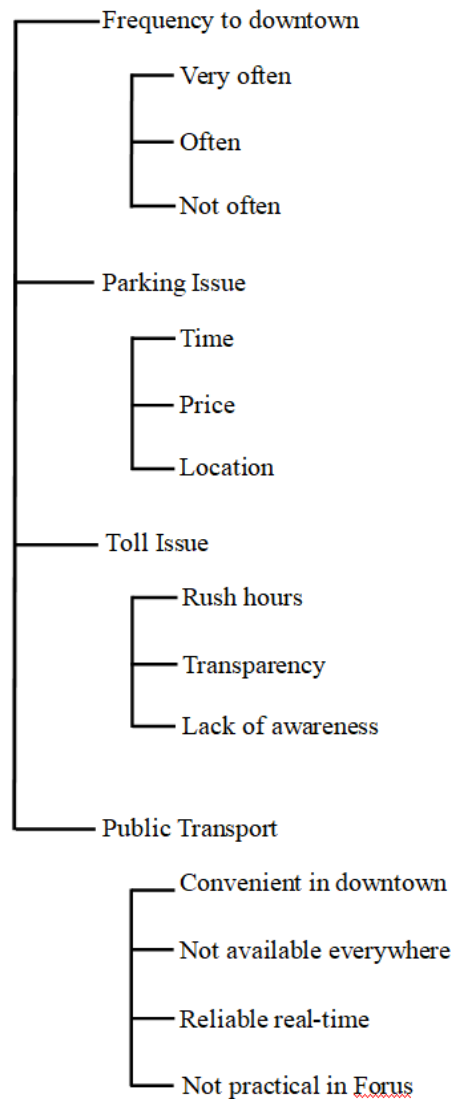 Frequency to downtown
Very often
Often
Not often
Parking Issue
Time
Price
Location
Toll Issue
Rush hours
Transparency
Lack of awareness
Public Transport
Convenient in downtown
Not available everywhere
Reliable real-time
Not practical in Forus